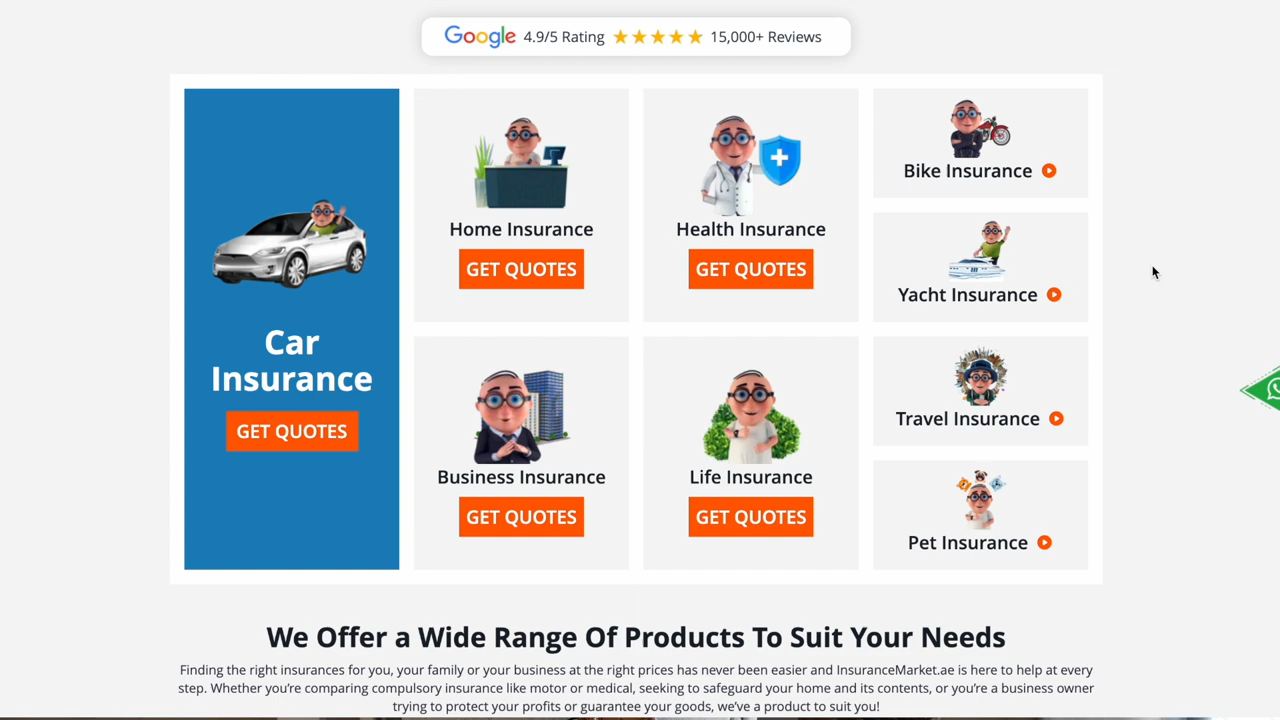 Google 4.9/5 Rating 15,000+ Reviews
Car
Insurance
GET QUOTES
Home Insurance
GET QUOTES
Health Insurance
GET QUOTES
Business Insurance
GET QUOTES
Life Insurance
GET QUOTES
Bike Insurance
Yacht Insurance
Travel Insurance
Pet Insurance
We Offer a Wide Range Of Products To Suit Your Needs
Finding the right insurances for you, your family or your business at the right prices has never been easier and InsuranceMarket.ae is here to help at every
step. Whether you're comparing compulsory insurance like motor or medical, seeking to safeguard your home and its contents, or you're a business owner
trying to protect your profits or guarantee your goods, we've a product to suit you!